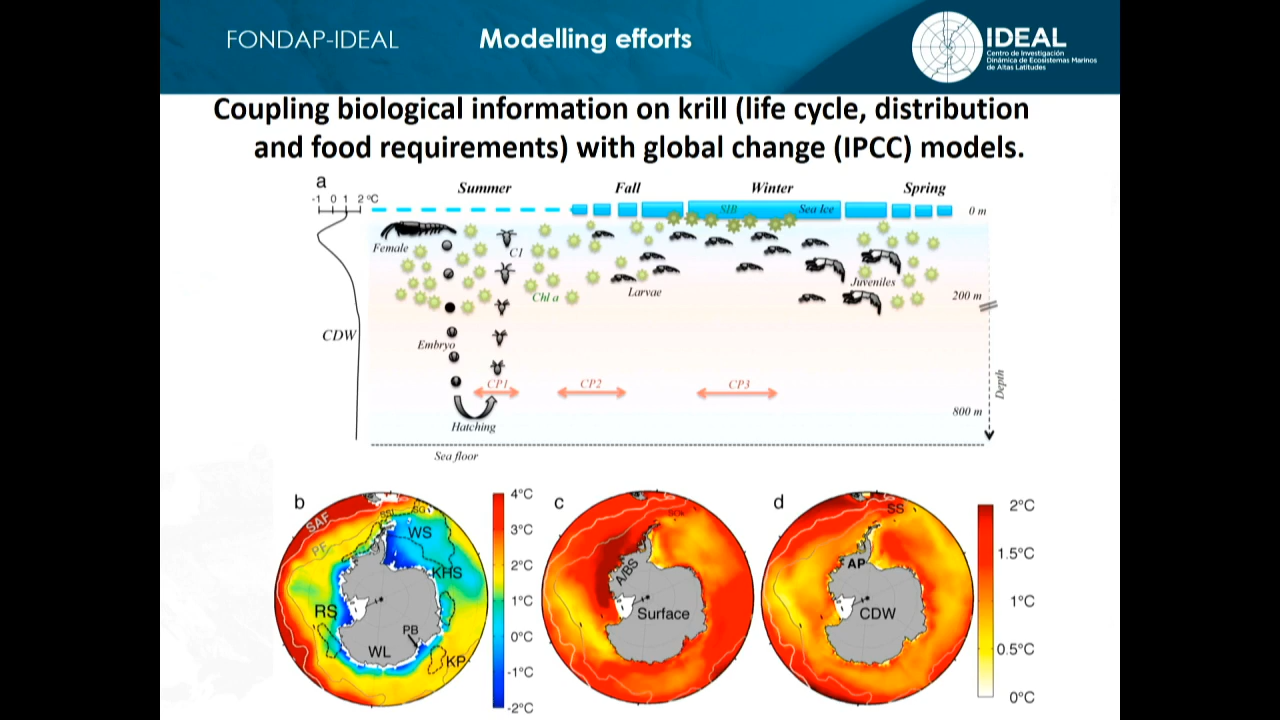 FONDAP-IDEAL
Modelling efforts
IDEAL
Centro de Investigación
Dinámica de Ecosistemas Marinos
de Altas Latitudes
Coupling biological information on krill (life cycle, distribution
and food requirements) with global change (IPCC) models.
a
-1 0 1 2 °C
Summer Fall Winter Spring
SIB Sea Ice 0 m
Female
C1
Juveniles
Chl a Larvae 200 m
CDW
Embryo
CP1 CP2 CP3
Depth
800 m
Hatching
Sea floor
b
SAF
PF
SSI
SG
WS
KHS
RS
PB
WL
KP
4°C
3°C
2°C
1°C
0°C
-1°C
-2°C
c
A/BS
Surface
d
SS
AP
CDW
2°C
1.5°C
1°C
0.5°C
0°C